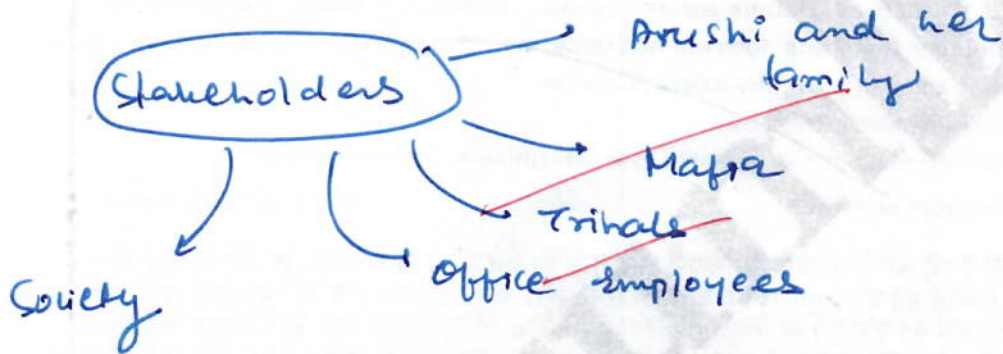 Arushi and her
family
Stakeholders
Mafia
Tribals
Office Employees
Society